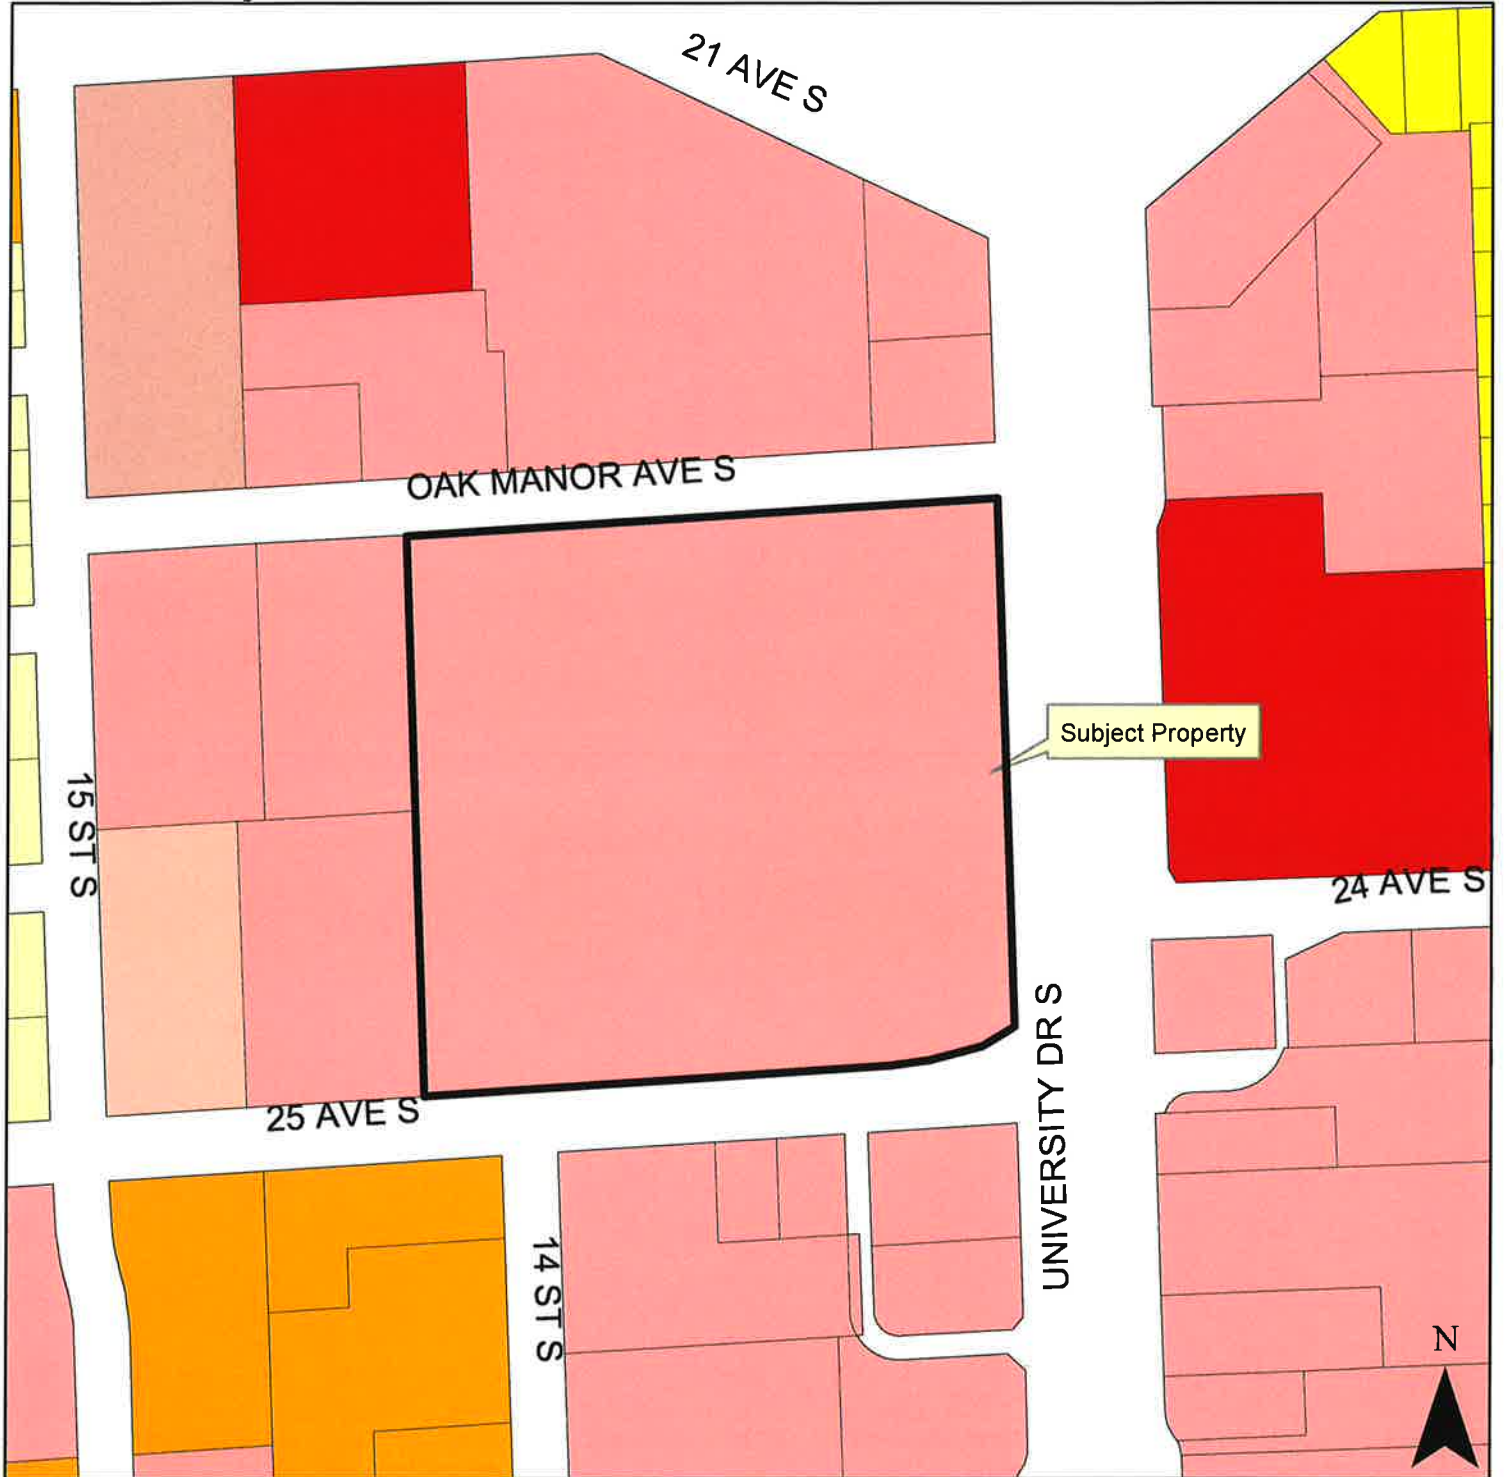 21 AVE S
OAK MANOR AVE S
Subject Property
15 ST S
24 AVE S
25 AVE S
UNIVERSITY DR S
14 ST S
N